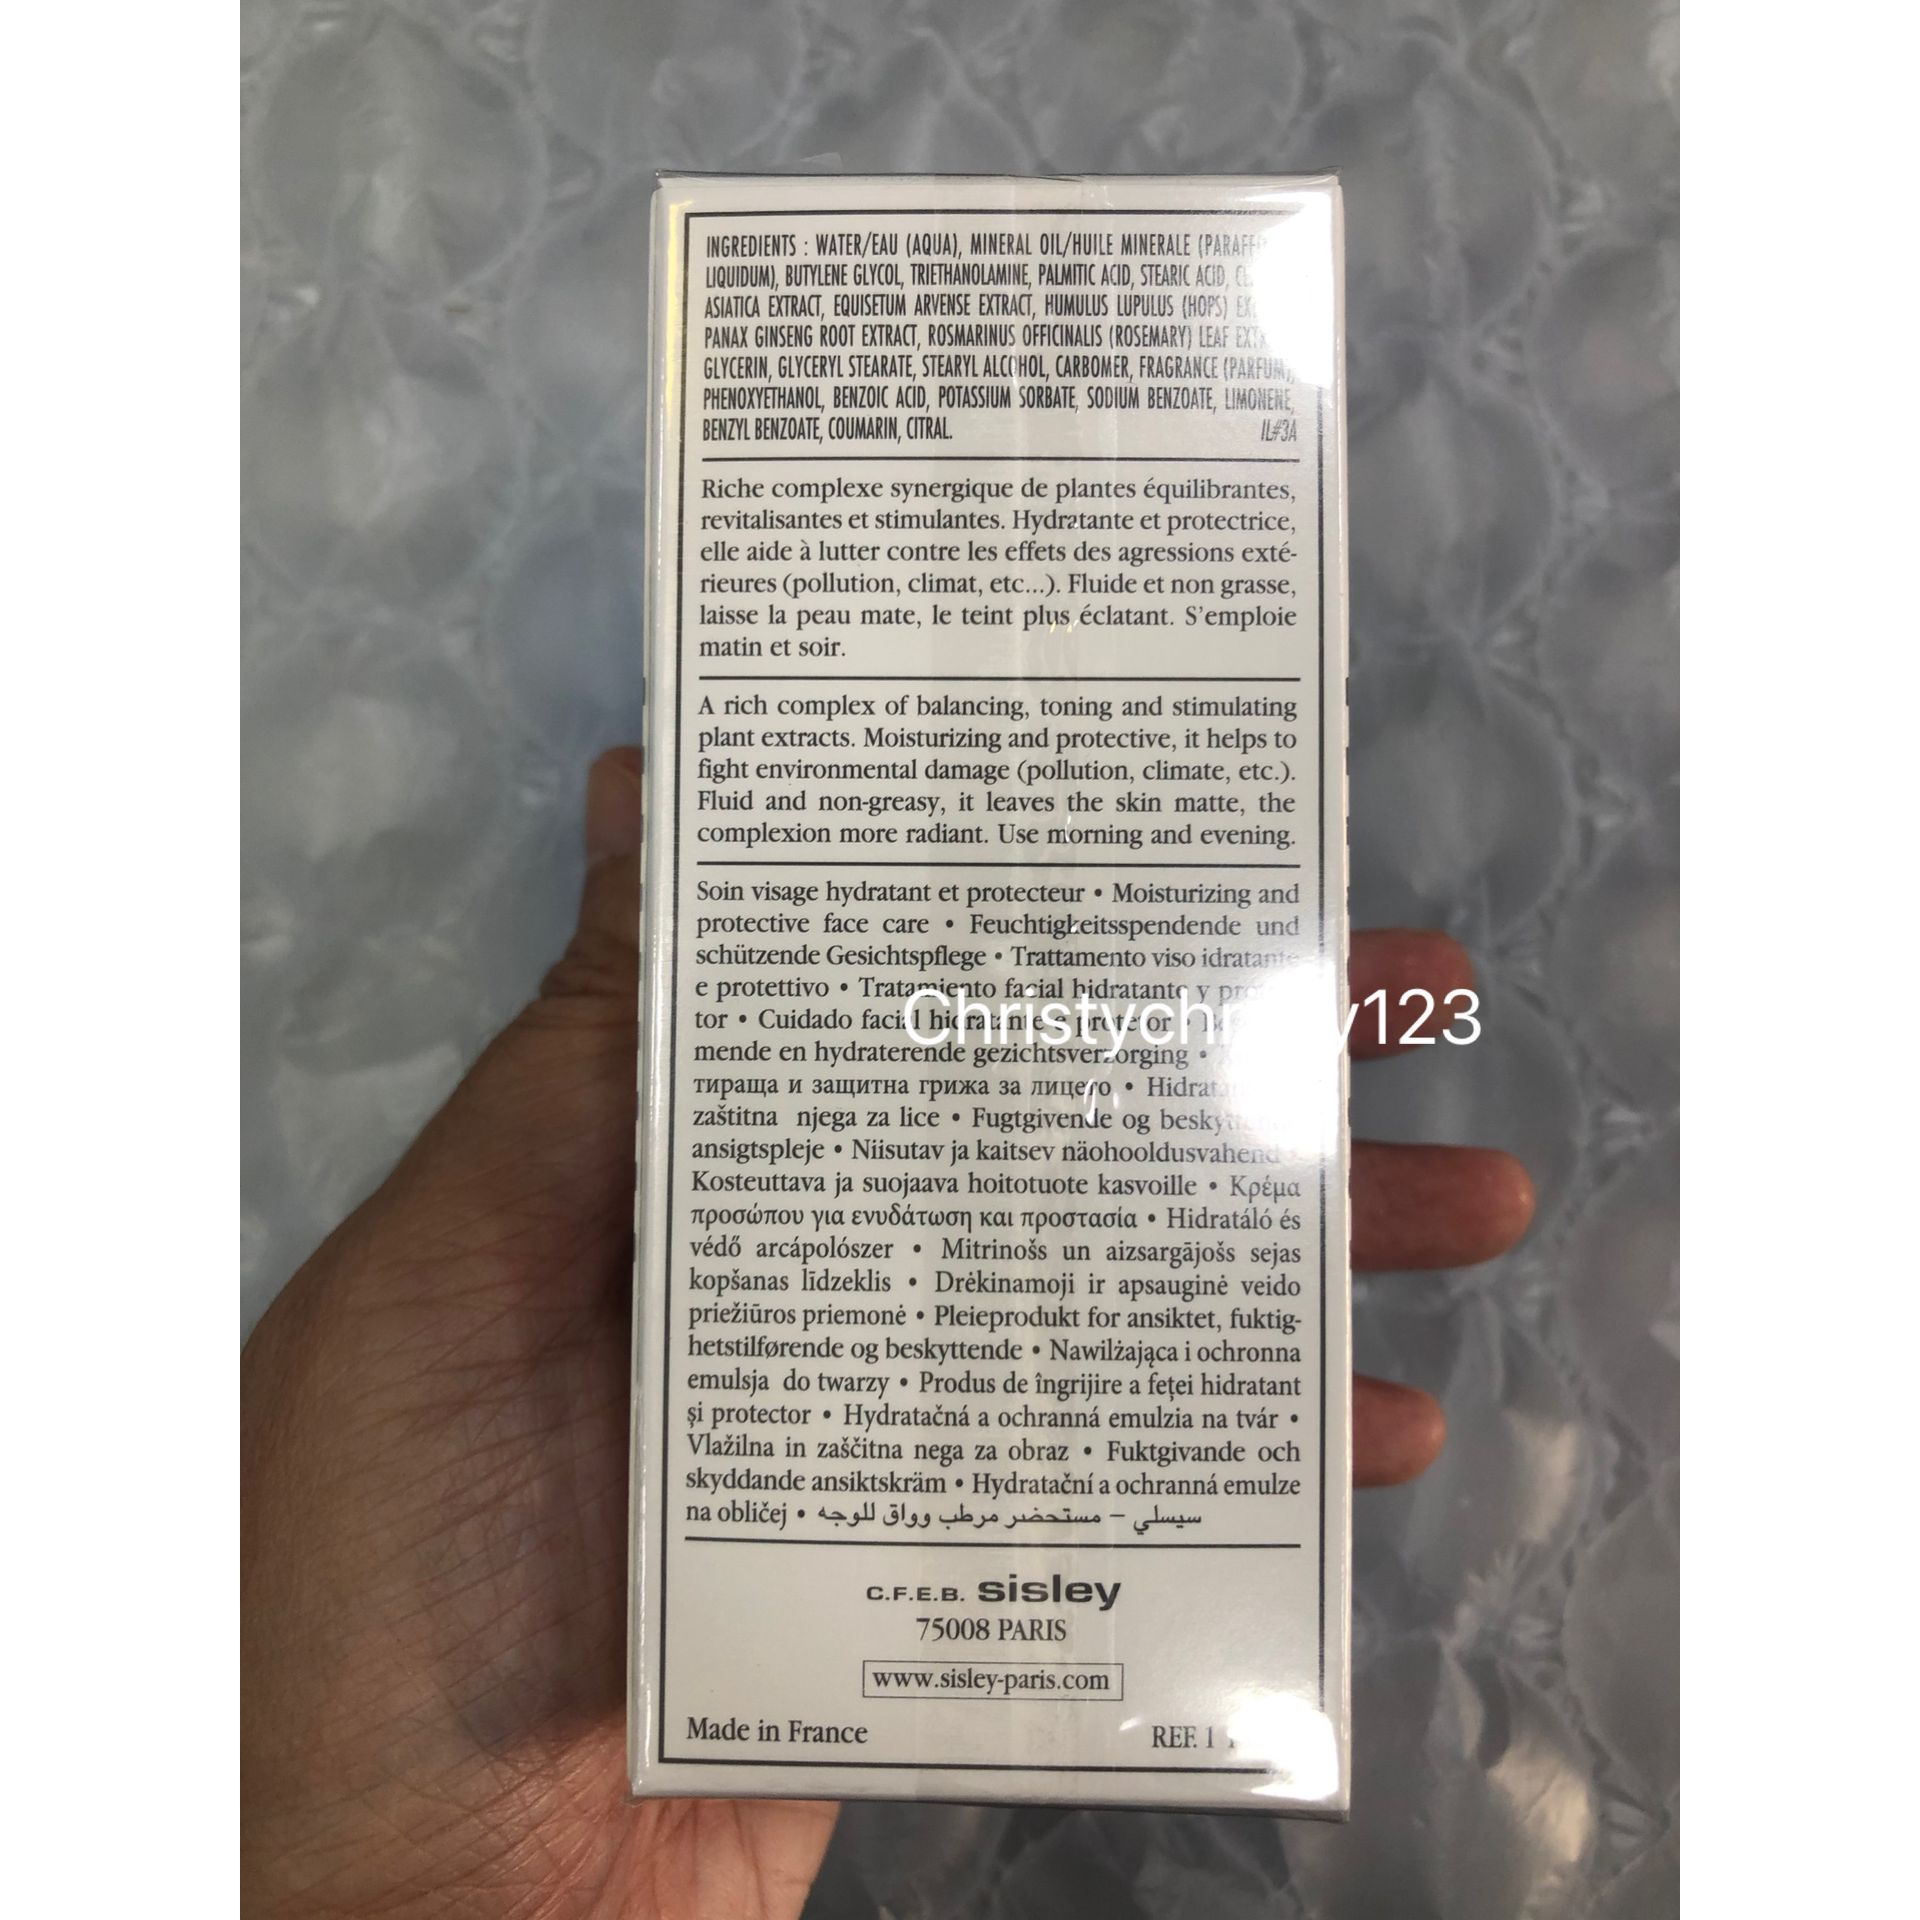 INGREDIENTS : WATER/EAU (AQUA), MINERAL OIL/HUILE MINERALE
LIQUIDUM), BUTYLENE GLYCOL, TRIETHANOLAMINE, PALMITIC ACID, STEARIC ACID,
ASIATICA EXTRACT, EQUISETUM ARVENSE EXTRACT, HUMULUS LUPULUS (HOPS)
PANAX GINSENG ROOT EXTRACT, ROSMARINUS OFFICINALIS (ROSEMARY) LEAF
GLYCERIN, GLYCERYL STEARATE, STEARYL ALCOHOL, CARBOMER, FRAGRANCE (PARFUM),
PHENOXYETHANOL, BENZOIC ACID, POTASSIUM SORBATE, SODIUM BENZOATE, LIMONENE,
BENZYL BENZOATE, COUMARIN, CITRAL. IL#3A
Riche complexe synergique de plantes équilibrantes,
revitalisantes et stimulantes. Hydratante et protectrice,
elle aide à lutter contre les effets des agressions exté-
rieures (pollution, climat, etc...). Fluide et non grasse,
laisse la peau mate, le teint plus éclatant. S'emploie
matin et soir.
A rich complex of balancing, toning and stimulating
plant extracts. Moisturizing and protective, it helps to
fight environmental damage (pollution, climate, etc.).
Fluid and non-greasy, it leaves the skin matte, the
complexion more radiant. Use morning and evening.
Soin visage hydratant et protecteur • Moisturizing and
protective face care • Feuchtigkeitsspendende und
schützende Gesichtspflege • Trattamento viso idratante
e protettivo • Tratamiento facial hidratante y
tor • Cuidado facial hidratante e protetor •
mende en hydraterende gezichtsverzorging •
тираща и защитна грижа за лицето •
zaštitna njega za lice • Fugtgivende og
ansigtspleje • Niisutav ja kaitsev näohooldusvahend •
Kosteuttava ja suojaava hoitotuote kasvoille • Κρέμα
προσώπου για ενυδάτωση και προστασία • Hidratáló és
védő arcápolószer • Mitrinošs un aizsargājošs sejas
kopšanas līdzeklis • Drėkinamoji ir apsauginė veido
priežiūros priemonė • Pleieprodukt for ansiktet, fuktig-
hetstilførende og beskyttende • Nawilżająca i ochronna
emulsja do twarzy • Produs de îngrijire a feței hidratant
și protector • Hydratačná a ochranná emulzia na tvár •
Vlažilna in zaščitna nega za obraz • Fuktgivande och
skyddande ansiktskräm • Hydratační a ochranná emulze
na obličej • سيسلي – مستحضر مرطب وواق للوجه
C.F.E.B. sisley
75008 PARIS
www.sisley-paris.com
Made in France REF. 1